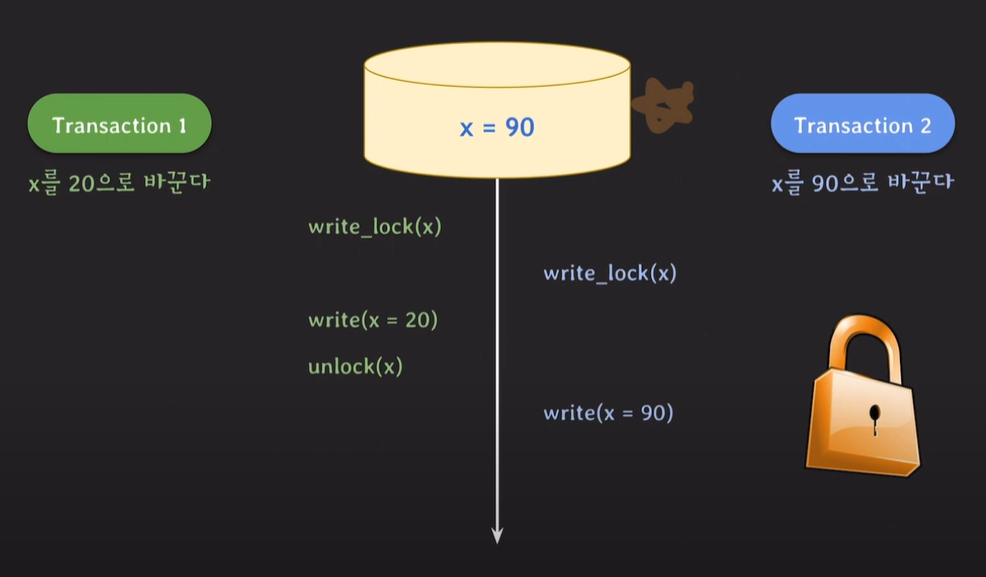 x = 90
Transaction 1
Transaction 2
x를 20으로 바꾼다
x를 90으로 바꾼다
write_lock(x)
write_lock(x)
write(x = 20)
unlock(x)
write(x = 90)